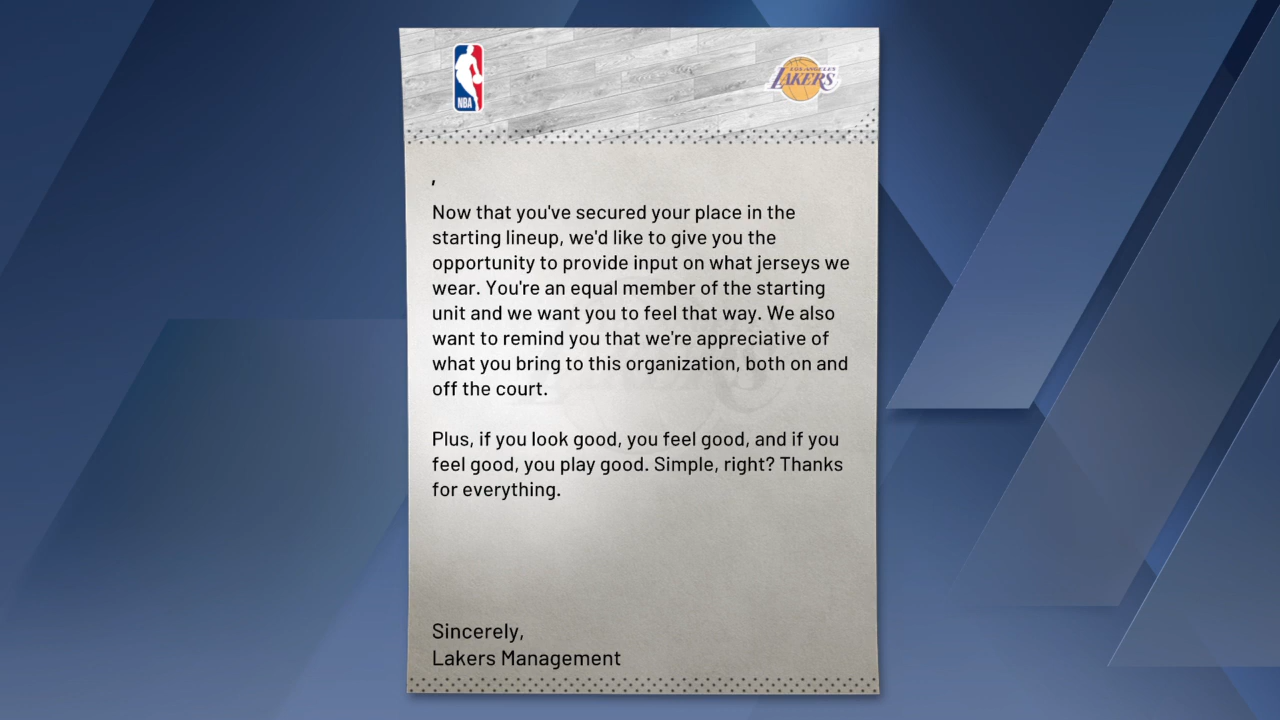 NBA
LOS ANGELES
LAKERS
,
Now that you've secured your place in the
starting lineup, we'd like to give you the
opportunity to provide input on what jerseys we
wear. You're an equal member of the starting
unit and we want you to feel that way. We also
want to remind you that we're appreciative of
what you bring to this organization, both on and
off the court.
Plus, if you look good, you feel good, and if you
feel good, you play good. Simple, right? Thanks
for everything.
Sincerely,
Lakers Management